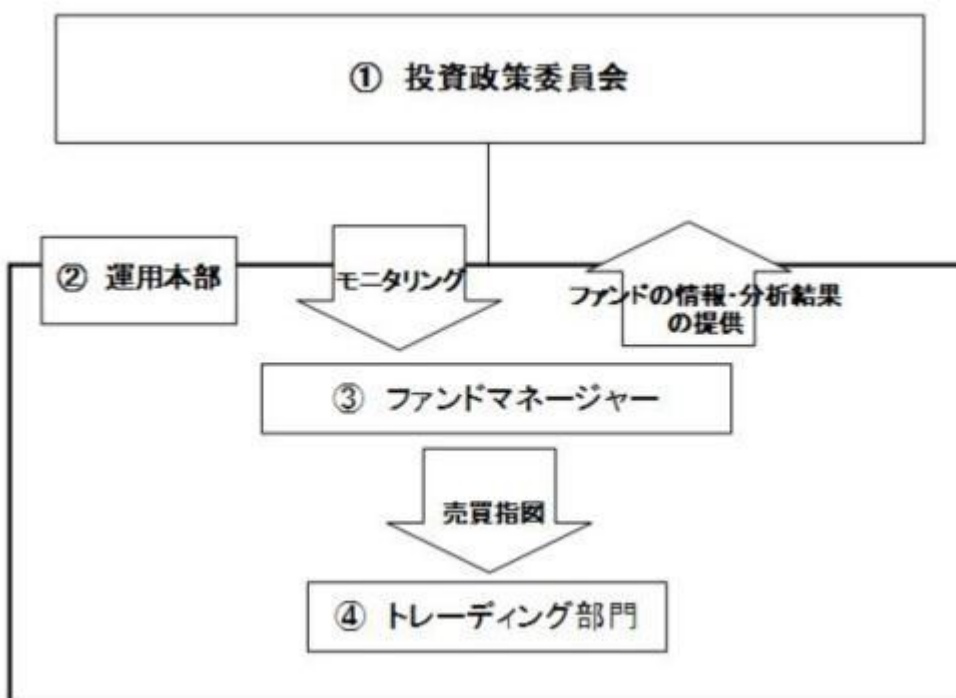 ① 投資政策委員会
② 運用本部
モニタリング
ファンドの情報・分析結果
の提供
③ ファンドマネージャー
売買指図
④ トレーディング部門